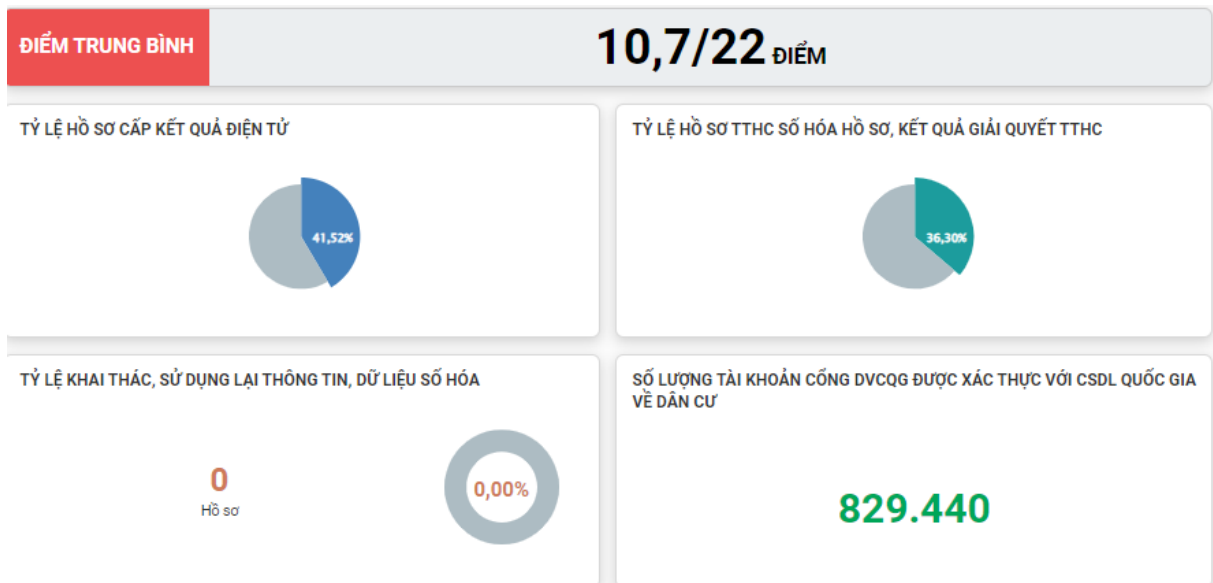 ĐIỂM TRUNG BÌNH
10,7/22 ĐIỂM
TỶ LỆ HỒ SƠ CẤP KẾT QUẢ ĐIỆN TỬ
41,52%
TỶ LỆ HỒ SƠ TTHC SỐ HÓA HỒ SƠ, KẾT QUẢ GIẢI QUYẾT TTHC
36,30%
TỶ LỆ KHAI THÁC, SỬ DỤNG LẠI THÔNG TIN, DỮ LIỆU SỐ HÓA
0
Hồ sơ
0,00%
SỐ LƯỢNG TÀI KHOẢN CỔNG DVCQG ĐƯỢC XÁC THỰC VỚI CSDL QUỐC GIA
VỀ DÂN CƯ
829.440